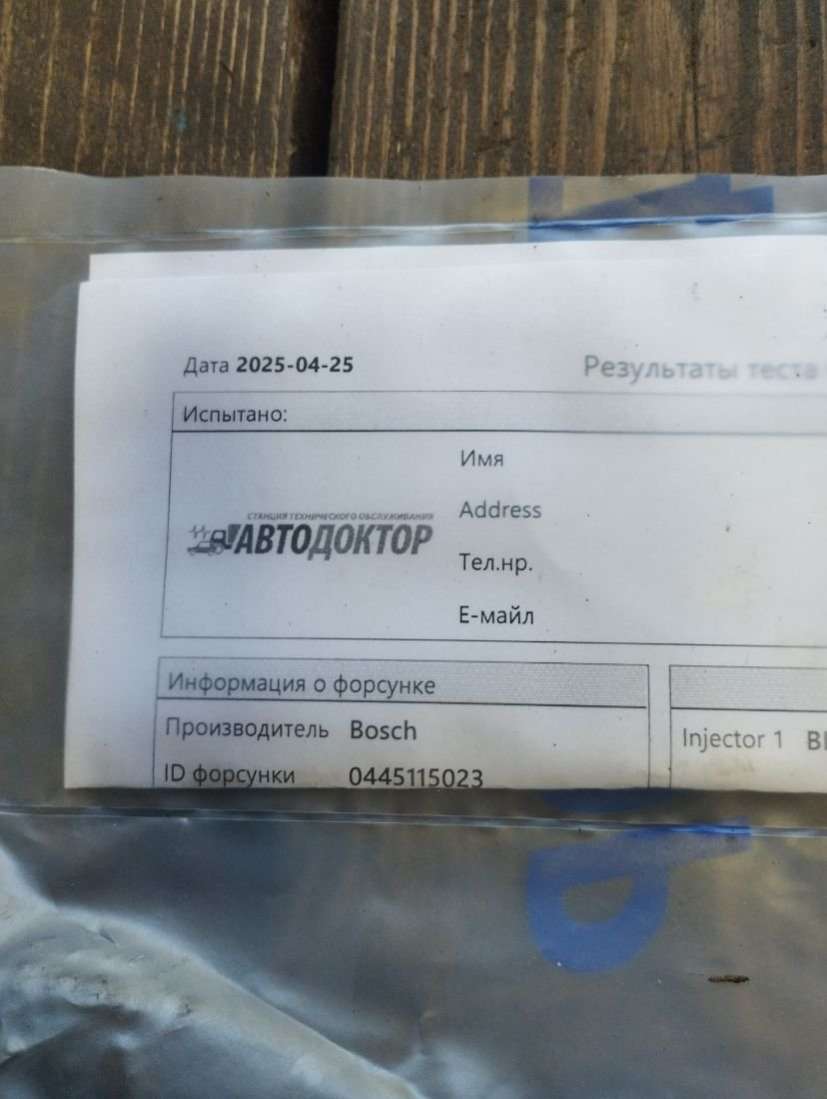 Дата 2025-04-25
Результаты теста
Испытано:
Имя
СТАНЦИЯ ТЕХНИЧЕСКОГО ОБСЛУЖИВАНИЯ
АВТОДОКТОР
Address
Тел.нр.
Е-майл
Информация о форсунке
Производитель Bosch
Injector 1
ID форсунки 0445115023